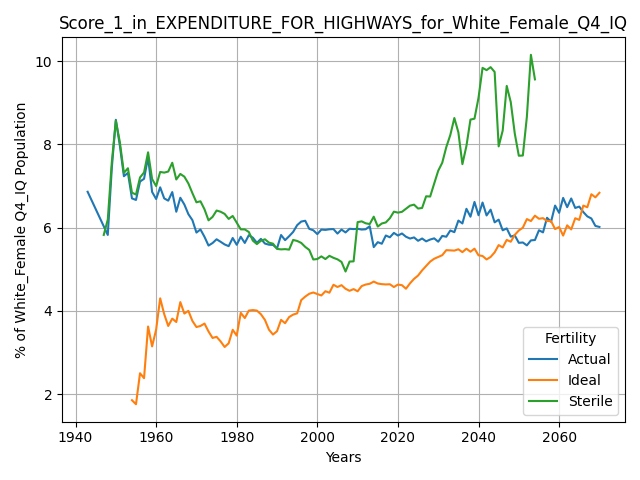 Score_1_in_EXPENDITURE_FOR_HIGHWAYS_for_White_Female_Q4_IQ
% of White_Female Q4_IQ Population
10
8
6
4
2
Fertility
Actual
Ideal
Sterile
1940
1960
1980
2000
2020
2040
2060
Years